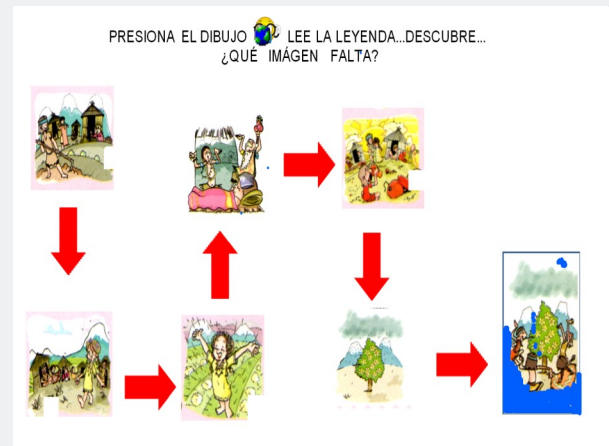 PRESIONA EL DIBUJO LEE LA LEYENDA...DESCUBRE...
¿QUÉ IMÁGEN FALTA?